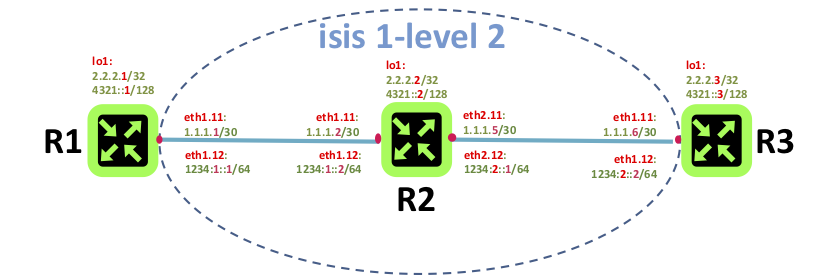 isis 1-level 2
lo1:
2.2.2.1/32
4321::1/128
lo1:
2.2.2.2/32
4321::2/128
lo1:
2.2.2.3/32
4321::3/128
R1
eth1.11:
1.1.1.1/30
eth1.12:
1234:1::1/64
eth1.11:
1.1.1.2/30
eth1.12:
1234:1::2/64
R2
eth2.11:
1.1.1.5/30
eth2.12:
1234:2::1/64
eth1.11:
1.1.1.6/30
eth1.12:
1234:2::2/64
R3